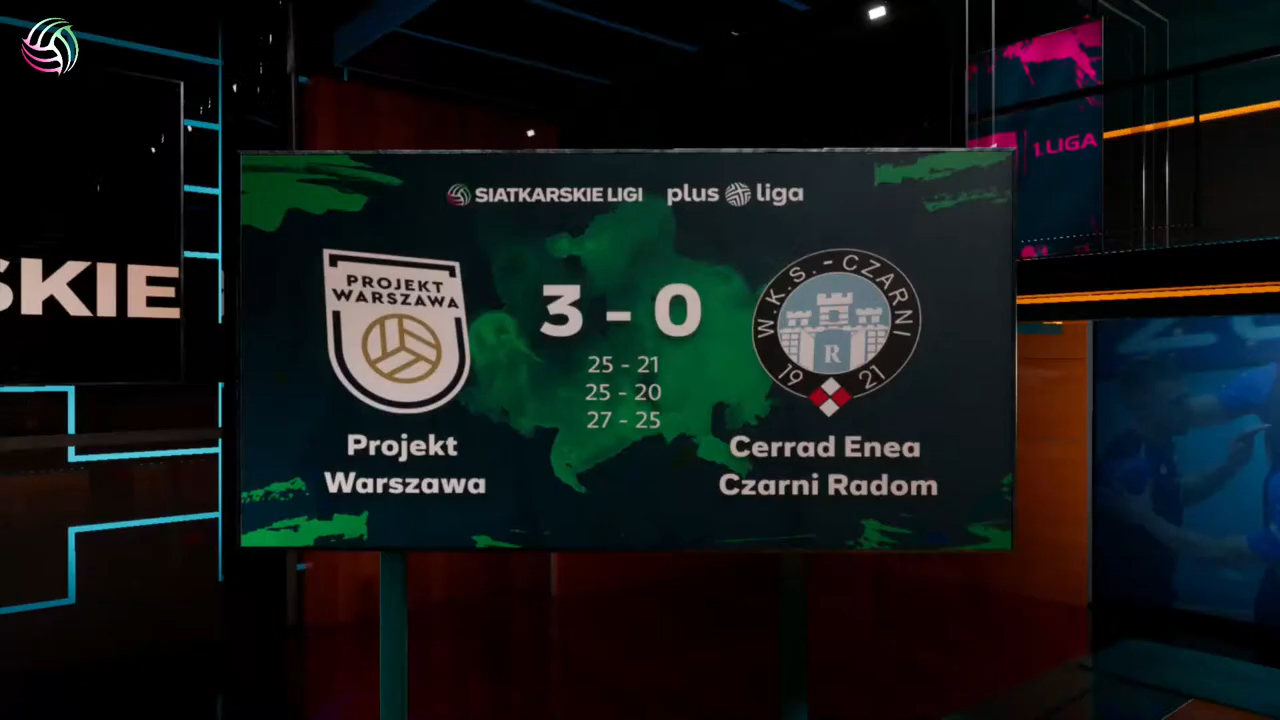 SIATKARSKIE LIGI plus liga
1.LIGA
SKIE
PROJEKT
WARSZAWA
3 - 0
W.K.S.-CZARNI
R
19 21
25 - 21
25 - 20
27 - 25
Projekt
Warszawa
Cerrad Enea
Czarni Radom